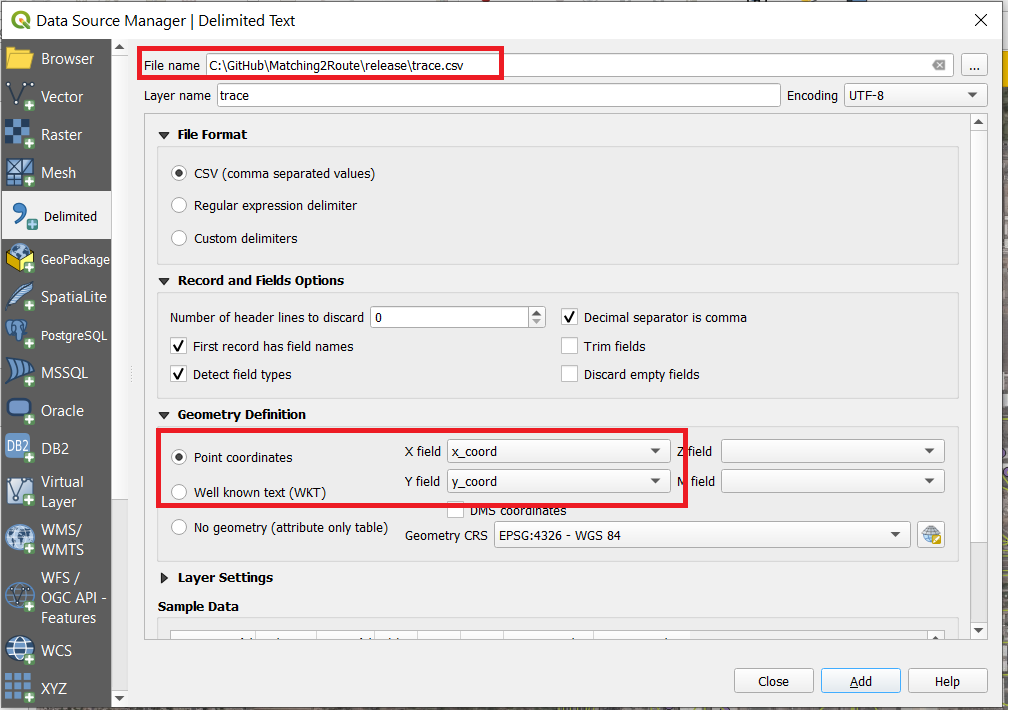 Data Source Manager | Delimited Text
Browser
Vector
Raster
Mesh
Delimited
GeoPackage
SpatiaLite
PostgreSQL
MSSQL
Oracle
DB2
DB2
Virtual
Layer
WMS/
WMTS
WFS /
OGC API -
Features
WCS
XYZ
File name C:\GitHub\Matching2Route\release\trace.csv ...
Layer name trace Encoding UTF-8
File Format
CSV (comma separated values)
Regular expression delimiter
Custom delimiters
Record and Fields Options
Number of header lines to discard 0 Decimal separator is comma
First record has field names Trim fields
Detect field types Discard empty fields
Geometry Definition
Point coordinates X field x_coord Z field
Well known text (WKT) Y field y_coord M field
DMS coordinates
No geometry (attribute only table) Geometry CRS EPSG:4326 - WGS 84
Layer Settings
Sample Data
Close Add Help